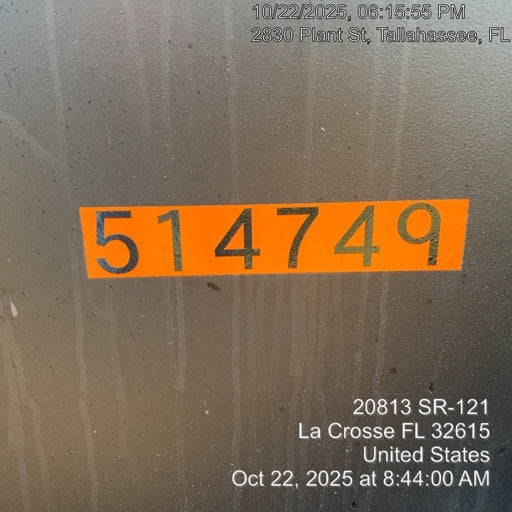 10/22/2025, 06:15:55 PM
2830 Plant St, Tallahassee, FL
514749
20813 SR-121
La Crosse FL 32615
United States
Oct 22, 2025 at 8:44:00 AM